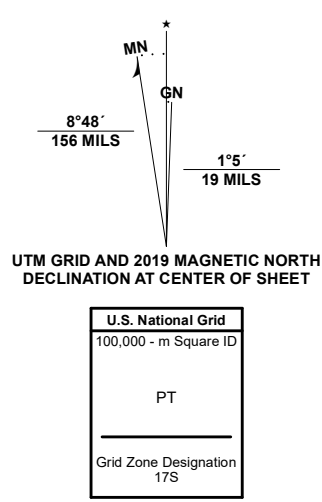 ★
MN
GN
8°48´
156 MILS
1°5´
19 MILS
UTM GRID AND 2019 MAGNETIC NORTH
DECLINATION AT CENTER OF SHEET
U.S. National Grid
100,000 - m Square ID
PT
Grid Zone Designation
17S